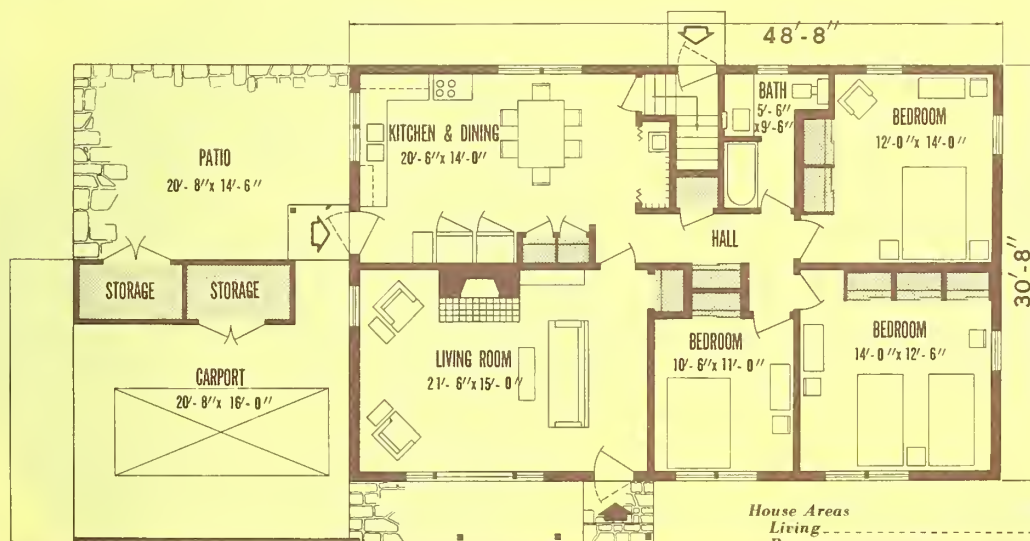 48'-8"
PATIO
20'-8" x 14'-6"
KITCHEN & DINING
20'-6" x 14'-0"
BATH
5'-6"
x 9'-6"
BEDROOM
12'-0" x 14'-0"
HALL
30'-8"
STORAGE
STORAGE
CARPORT
20'-8" x 16'-0"
LIVING ROOM
21'-6" x 15'-0"
BEDROOM
10'-6" x 11'-0"
BEDROOM
14'-0" x 12'-6"
House Areas
Living